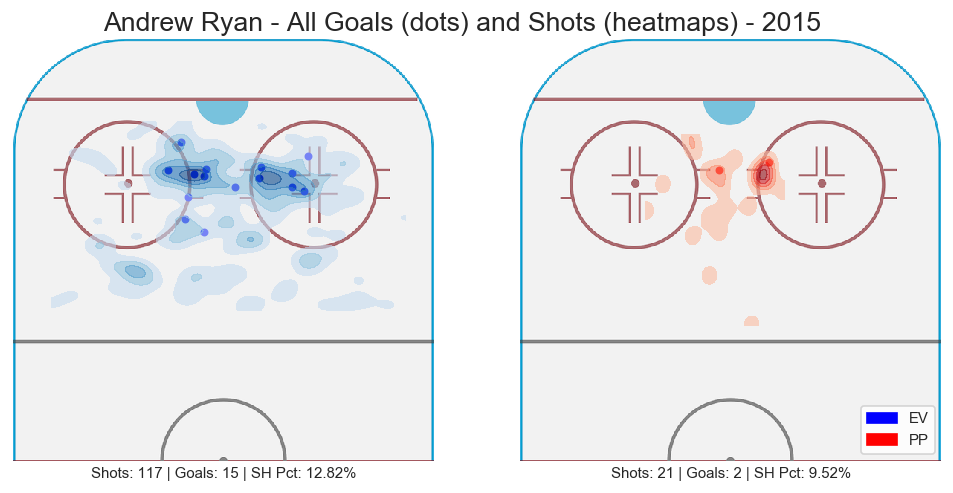 Andrew Ryan - All Goals (dots) and Shots (heatmaps) - 2015
EV
PP
Shots: 117 | Goals: 15 | SH Pct: 12.82%
Shots: 21 | Goals: 2 | SH Pct: 9.52%